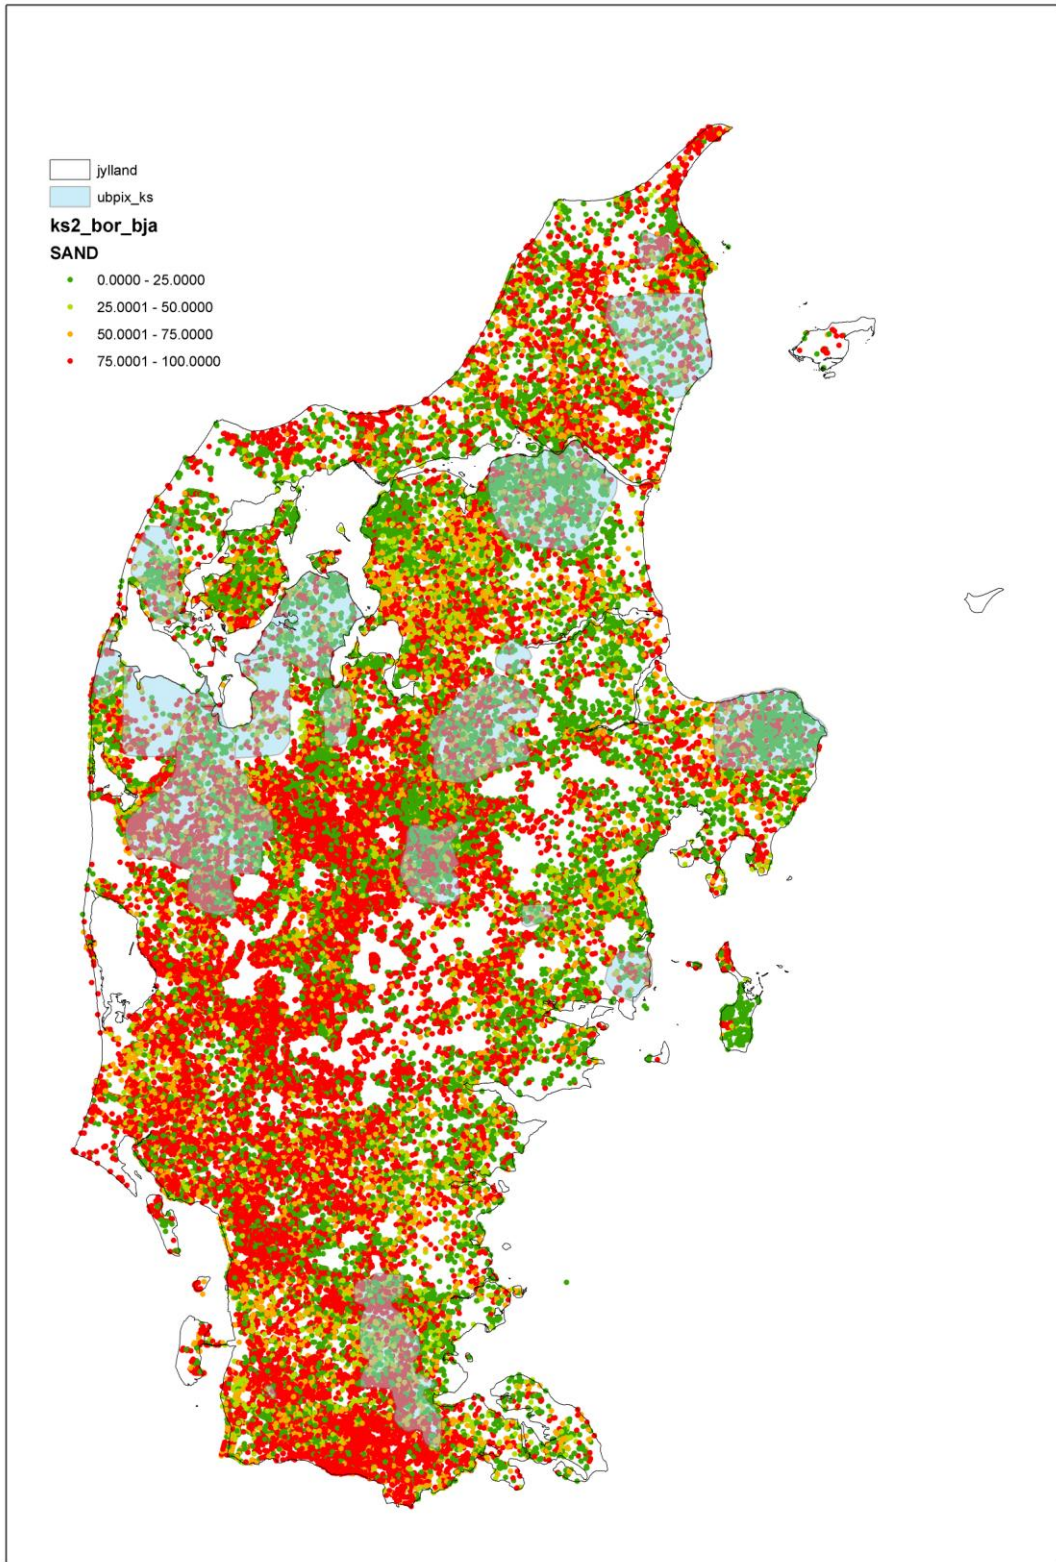 jylland
ubpix_ks
ks2_bor_bja
SAND
0.0000 - 25.0000
25.0001 - 50.0000
50.0001 - 75.0000
75.0001 - 100.0000